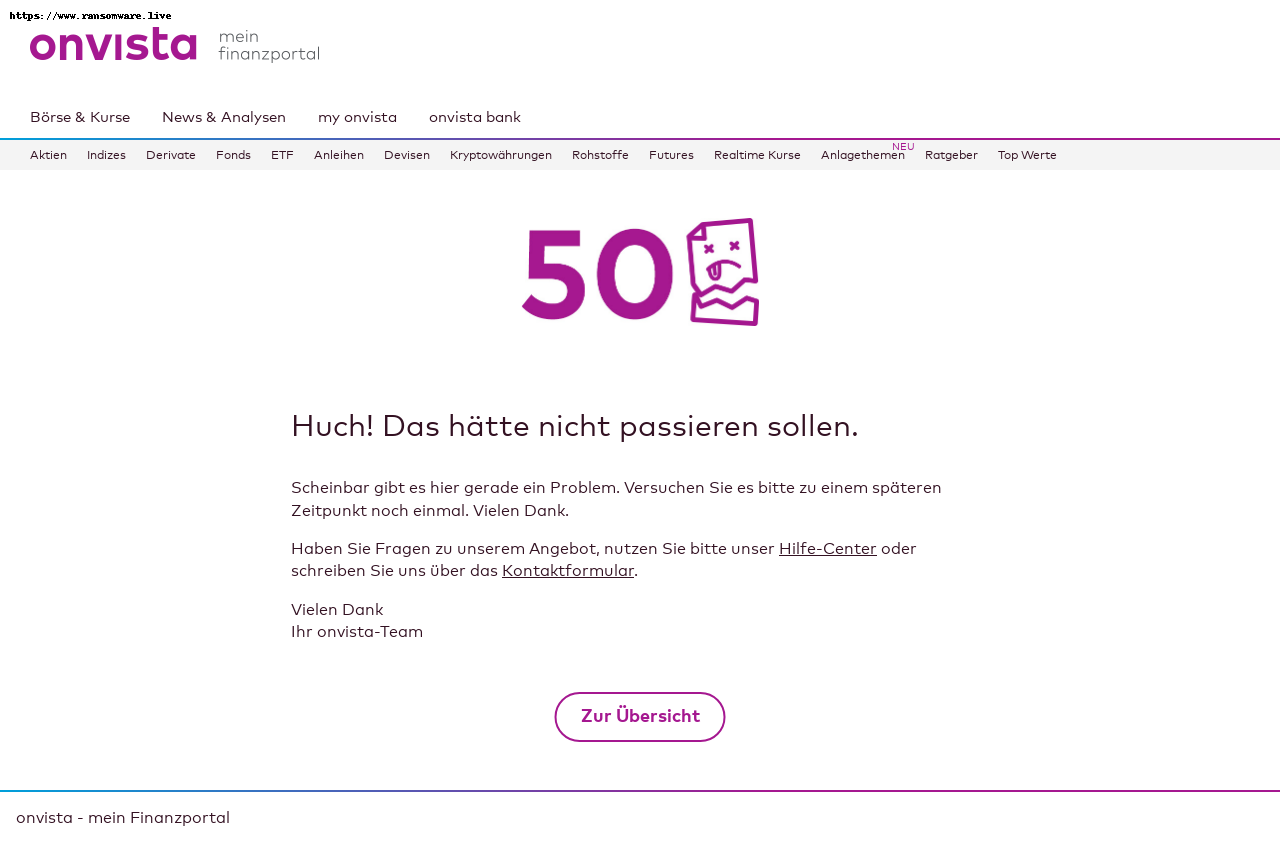 https://www.ransomware.live
onvista
mein
finanzportal
Börse & Kurse News & Analysen my onvista onvista bank
NEU
Aktien Indizes Derivate Fonds ETF Anleihen Devisen Kryptowährungen Rohstoffe Futures Realtime Kurse Anlagethemen Ratgeber Top Werte
50
Huch! Das hätte nicht passieren sollen.
Scheinbar gibt es hier gerade ein Problem. Versuchen Sie es bitte zu einem späteren
Zeitpunkt noch einmal. Vielen Dank.
Haben Sie Fragen zu unserem Angebot, nutzen Sie bitte unser Hilfe-Center oder
schreiben Sie uns über das Kontaktformular.
Vielen Dank
Ihr onvista-Team
Zur Übersicht
onvista - mein Finanzportal